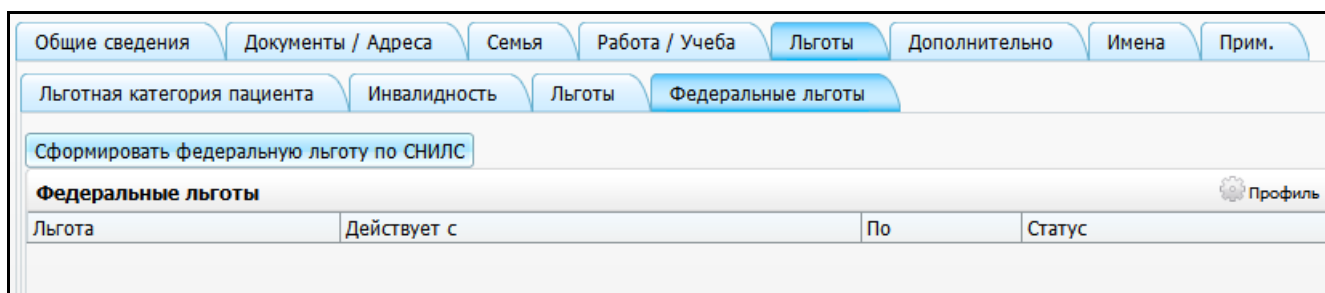 Общие сведения Документы / Адреса Семья Работа / Учеба Льготы Дополнительно Имена Прим.
Льготная категория пациента Инвалидность Льготы Федеральные льготы
Сформировать федеральную льготу по СНИЛС
Федеральные льготы Профиль
Льгота Действует с По Статус